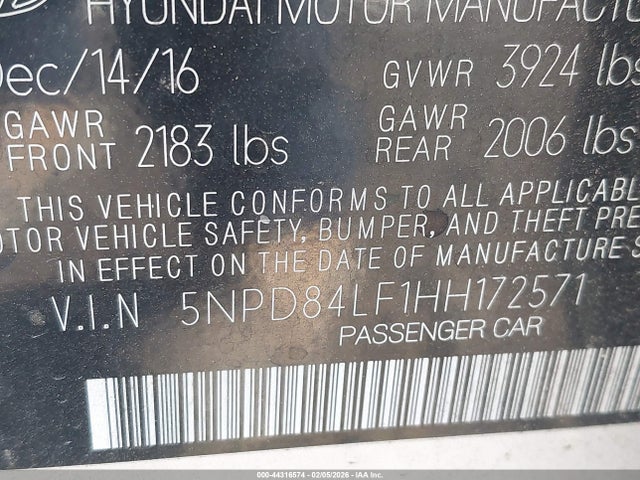 HYUNDAI MOTOR MANUFACTU
Dec/14/16 GVWR 3924 lbs
GAWR FRONT 2183 lbs GAWR REAR 2006 lbs
THIS VEHICLE CONFORMS TO ALL APPLICABL
OTOR VEHICLE SAFETY, BUMPER, AND THEFT PRE
IN EFFECT ON THE DATE OF MANUFACTURE S
V.I.N 5NPD84LF1HH172571
PASSENGER CAR
000-44316574 - 02/05/2026 - IAA Inc.